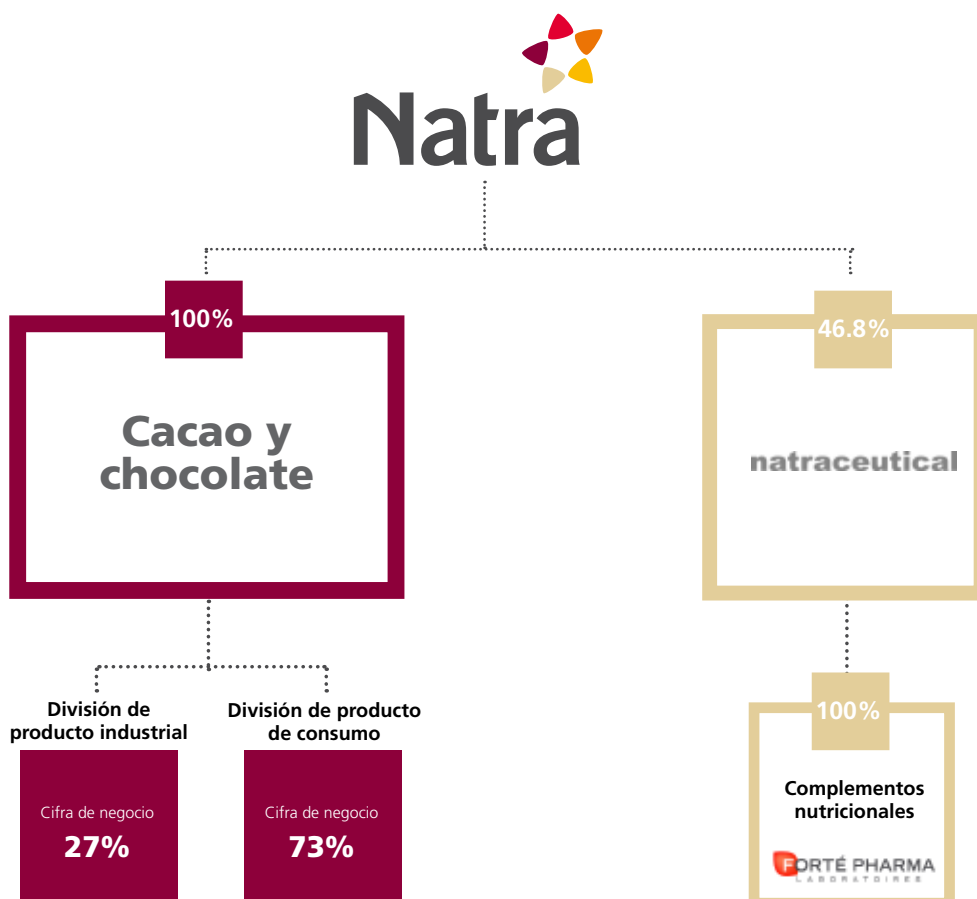 Natra
100%
Cacao y
chocolate
46.8%
natraceutical
División de
producto industrial
Cifra de negocio
27%
División de producto
de consumo
Cifra de negocio
73%
100%
Complementos
nutricionales
FORTÉ PHARMA
LABORATOIRES